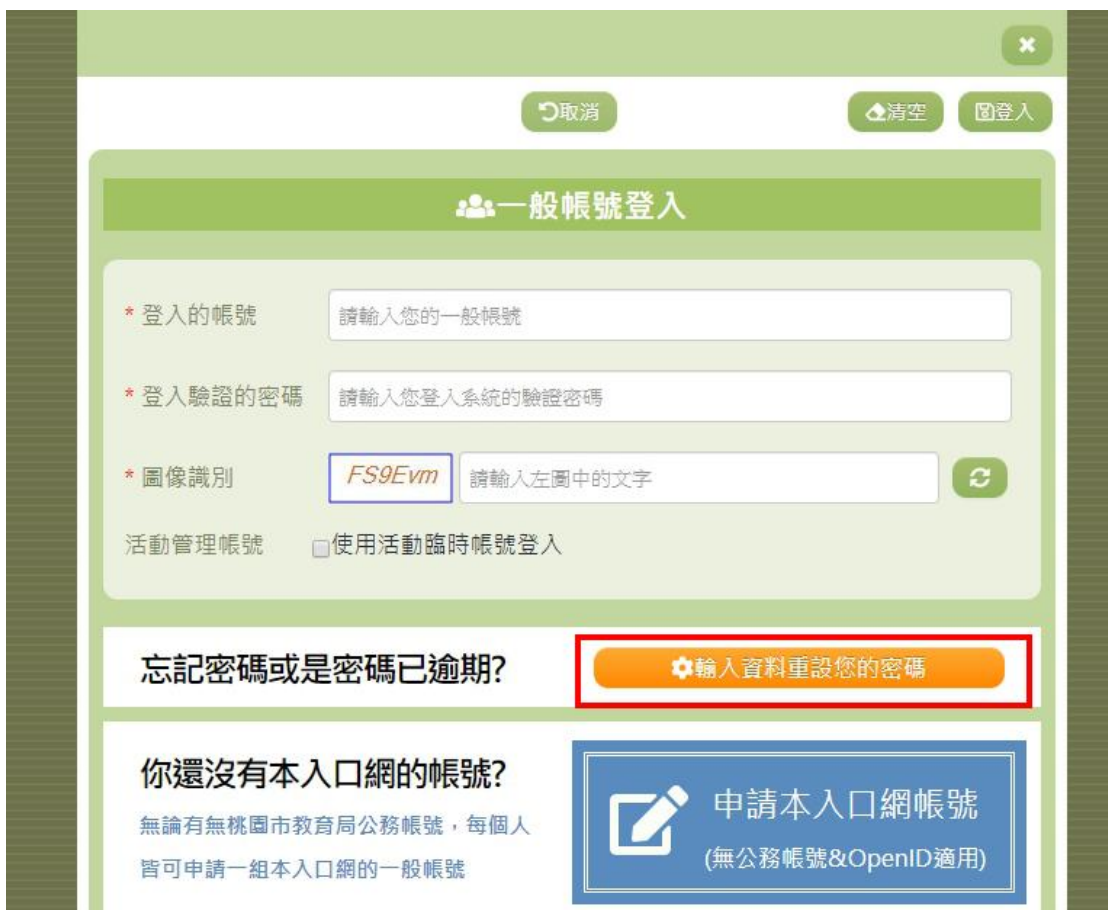 取消
清空
登入
一般帳號登入
* 登入的帳號
請輸入您的一般帳號
* 登入驗證的密碼
請輸入您登入系統的驗證密碼
* 圖像識別
FS9Evm
請輸入左圖中的文字
活動管理帳號
使用活動臨時帳號登入
忘記密碼或是密碼已逾期?
輸入資料重設您的密碼
你還沒有本入口網的帳號?
無論有無桃園市教育局公務帳號，每個人
皆可申請一組本入口網的一般帳號
申請本入口網帳號
(無公務帳號&OpenID適用)